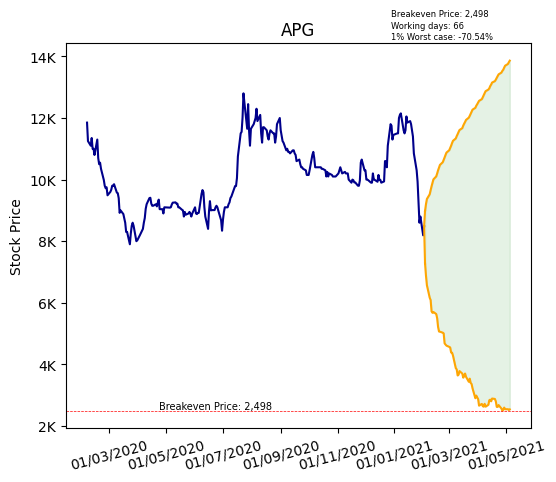 Breakeven Price: 2,498
Working days: 66
1% Worst case: -70.54%
APG
Stock Price
14K
12K
10K
8K
6K
4K
2K
Breakeven Price: 2,498
01/03/2020
01/05/2020
01/07/2020
01/09/2020
01/11/2020
01/01/2021
01/03/2021
01/05/2021